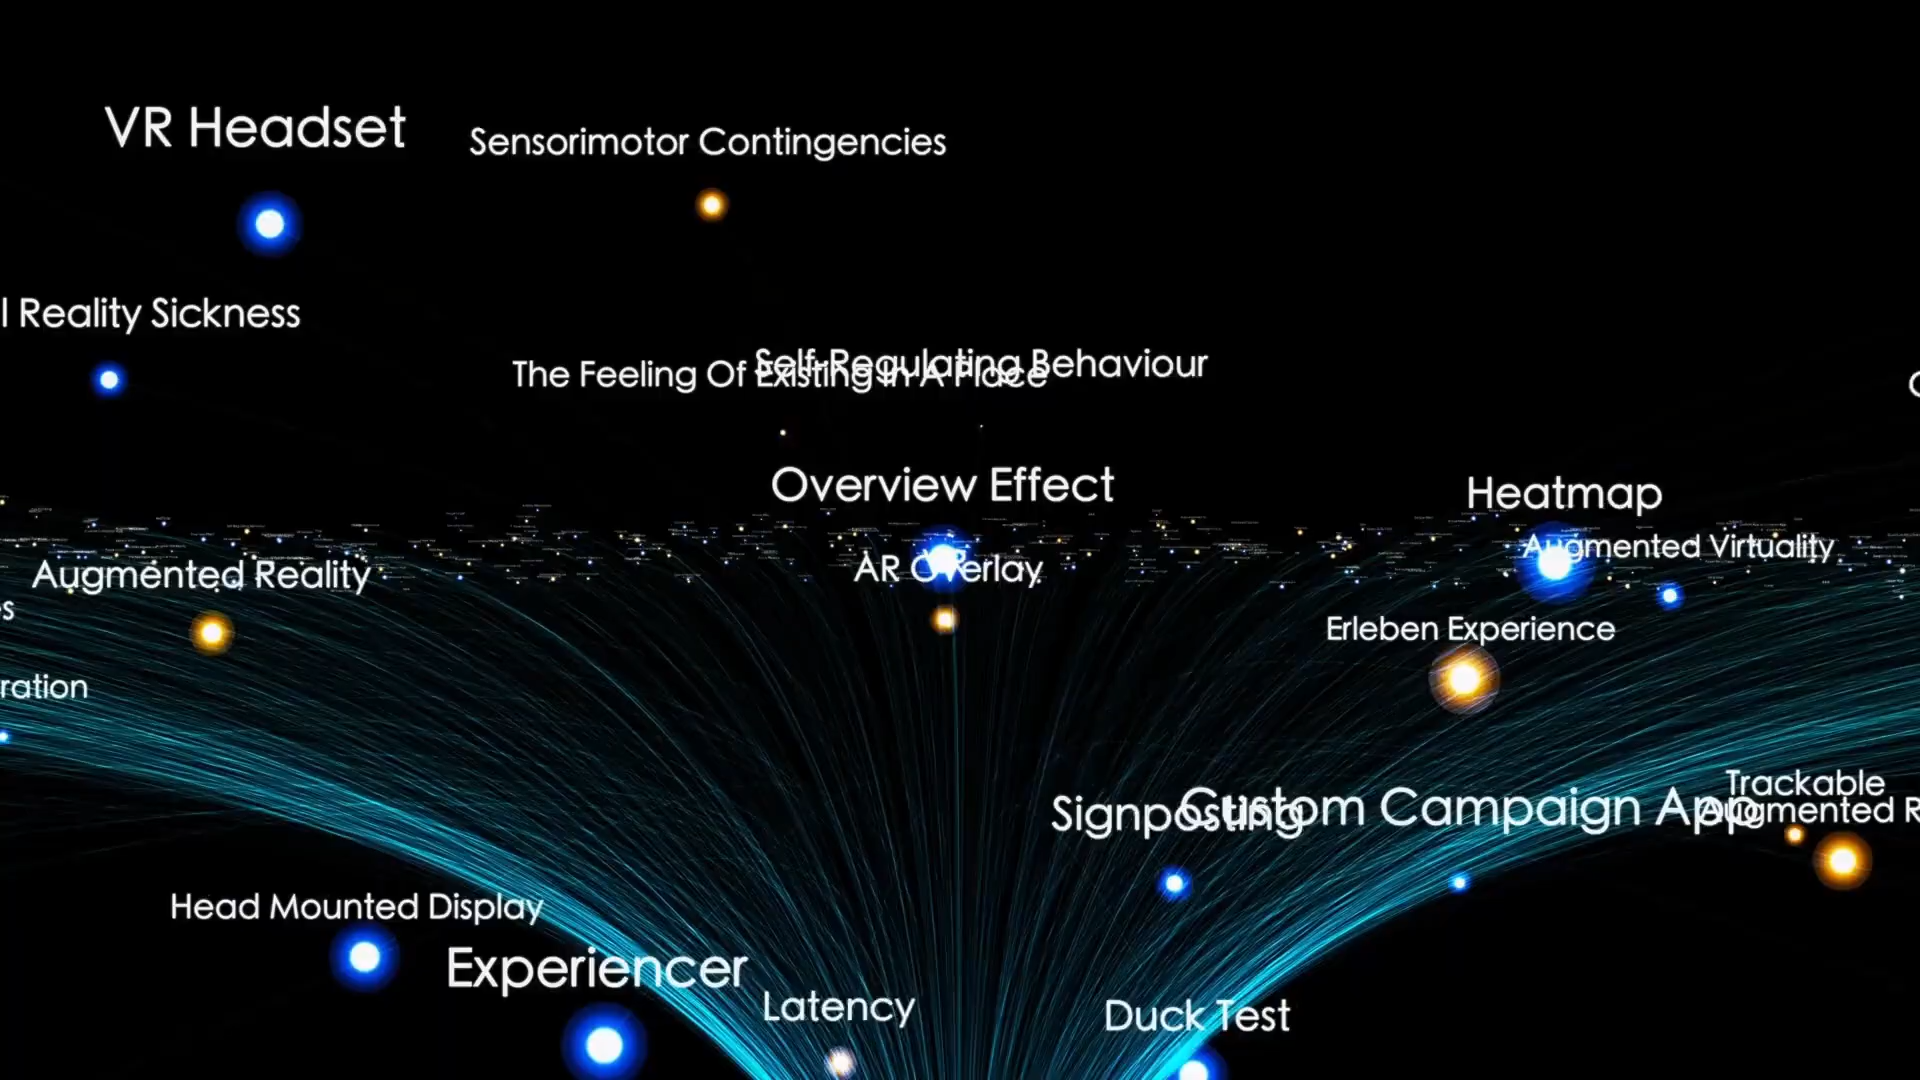 VR Headset
Sensorimotor Contingencies
l Reality Sickness
Self-Regulating Behaviour
The Feeling Of Existing In A Place
Overview Effect
Heatmap
Augmented Virtuality
AR Overlay
VR
Augmented Reality
Erleben Experience
ration
Trackable
Custom Campaign App
Signposting
Augmented R
Head Mounted Display
Experiencer
Latency
Duck Test